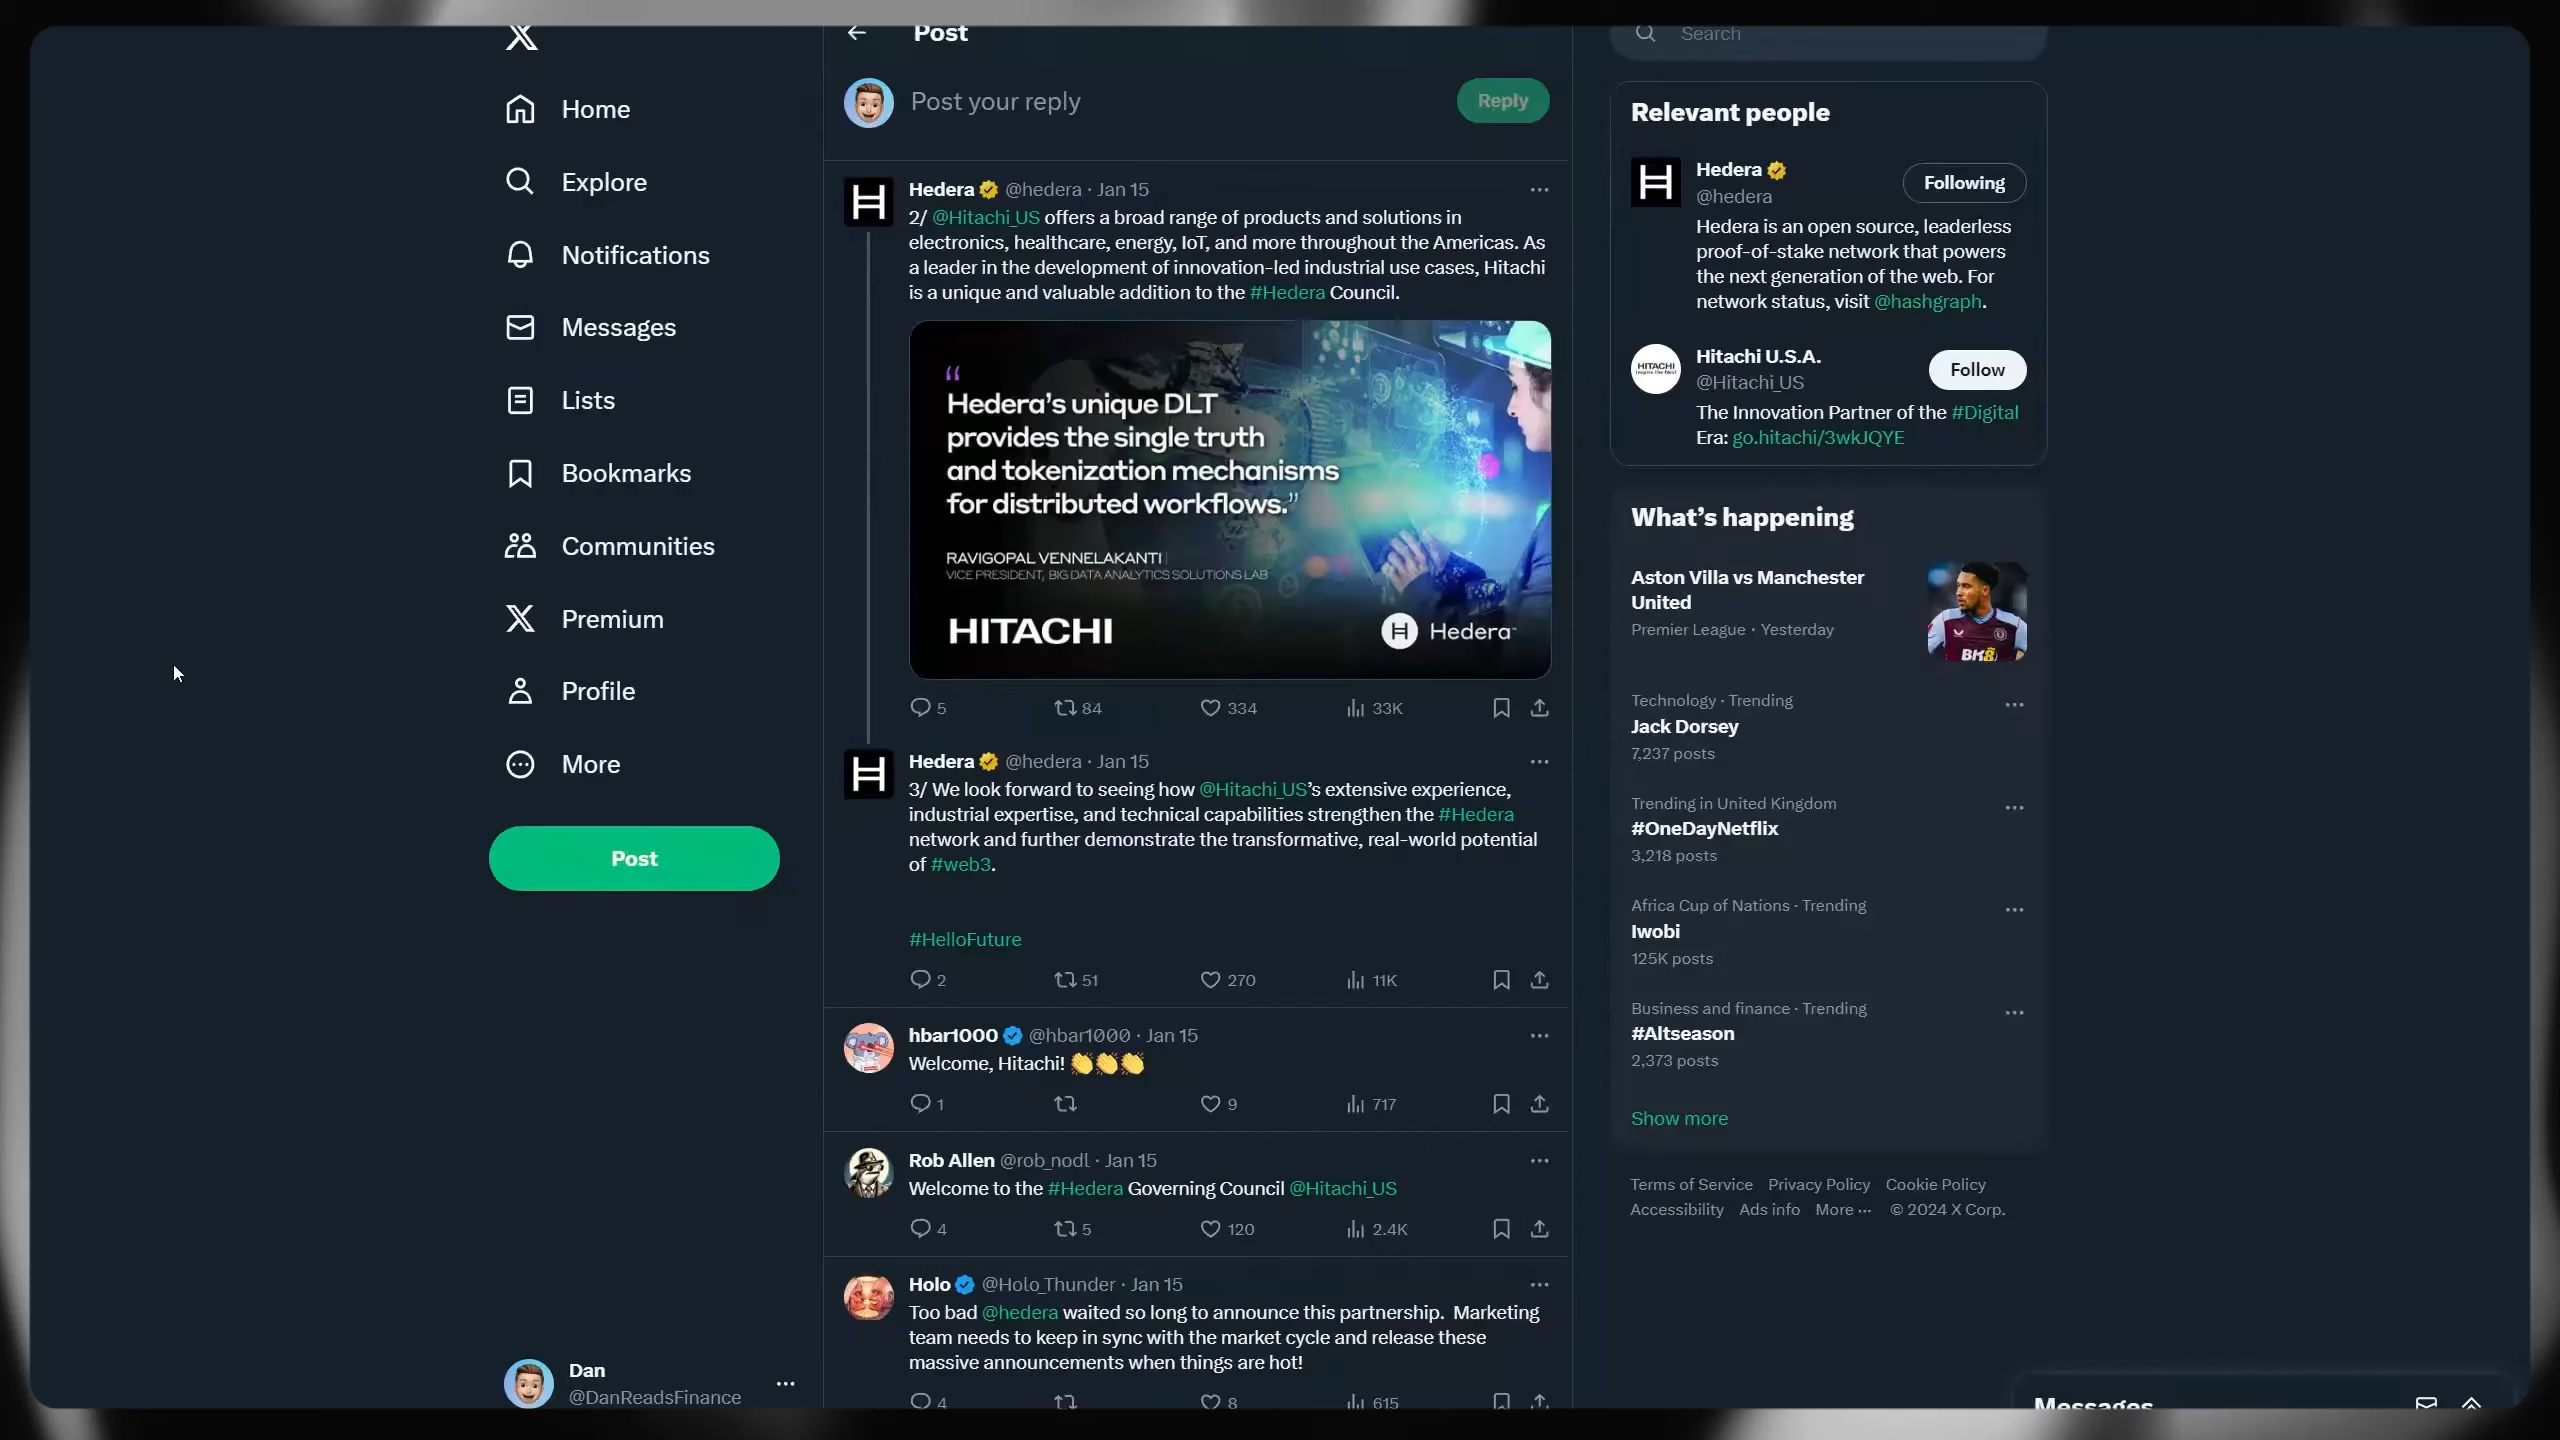 Home
Explore
Notifications
Messages
Lists
Bookmarks
Communities
Premium
Profile
More
Post
Dan
@DanReadsFinance
Post
Post your reply
Reply
Hedera @hedera · Jan 15
2/ @Hitachi_US offers a broad range of products and solutions in
electronics, healthcare, energy, IoT, and more throughout the Americas. As
a leader in the development of innovation-led industrial use cases, Hitachi
is a unique and valuable addition to the #Hedera Council.
“
Hedera’s unique DLT
provides the single truth
and tokenization mechanisms
for distributed workflows.”
RAVIGOPAL VENNELAKANTI
VICE PRESIDENT, BIG DATA ANALYTICS SOLUTIONS LAB
HITACHI
H Hedera
5 84 334 33K
Hedera @hedera · Jan 15
3/ We look forward to seeing how @Hitachi_US’s extensive experience,
industrial expertise, and technical capabilities strengthen the #Hedera
network and further demonstrate the transformative, real-world potential
of #web3.
#HelloFuture
2 51 270 11K
hbar1000 @hbar1000 · Jan 15
Welcome, Hitachi! 👏👏👏
1 9 717
Rob Allen @rob_nodl · Jan 15
Welcome to the #Hedera Governing Council @Hitachi_US
4 5 120 2.4K
Holo @Holo_Thunder · Jan 15
Too bad @hedera waited so long to announce this partnership. Marketing
team needs to keep in sync with the market cycle and release these
massive announcements when things are hot!
4 8 615
Search
Relevant people
Hedera
@hedera
Following
Hedera is an open source, leaderless
proof-of-stake network that powers
the next generation of the web. For
network status, visit @hashgraph.
HITACHI
Hitachi U.S.A.
@Hitachi_US
Follow
The Innovation Partner of the #Digital
Era: go.hitachi/3wkJQYE
What’s happening
Aston Villa vs Manchester
United
Premier League · Yesterday
BK8
Technology · Trending
Jack Dorsey
7,237 posts
Trending in United Kingdom
#OneDayNetflix
3,218 posts
Africa Cup of Nations · Trending
Iwobi
125K posts
Business and finance · Trending
#Altseason
2,373 posts
Show more
Terms of Service Privacy Policy Cookie Policy
Accessibility Ads info More ··· © 2024 X Corp.
Messages